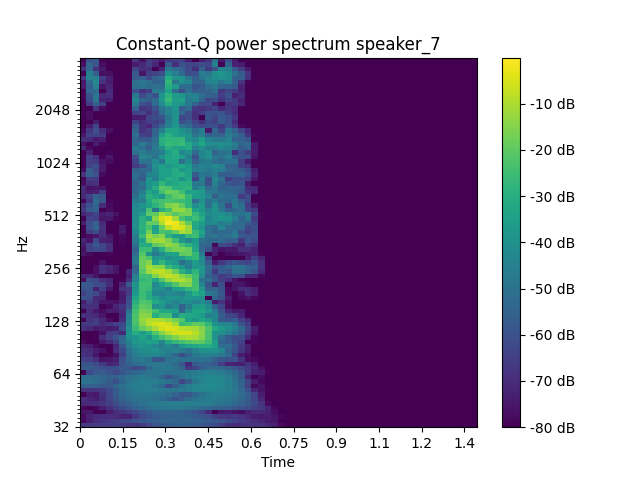 Constant-Q power spectrum speaker_7
Hz
2048
1024
512
256
128
64
32
0 0.15 0.3 0.45 0.6 0.75 0.9 1.1 1.2 1.4
Time
-10 dB
-20 dB
-30 dB
-40 dB
-50 dB
-60 dB
-70 dB
-80 dB